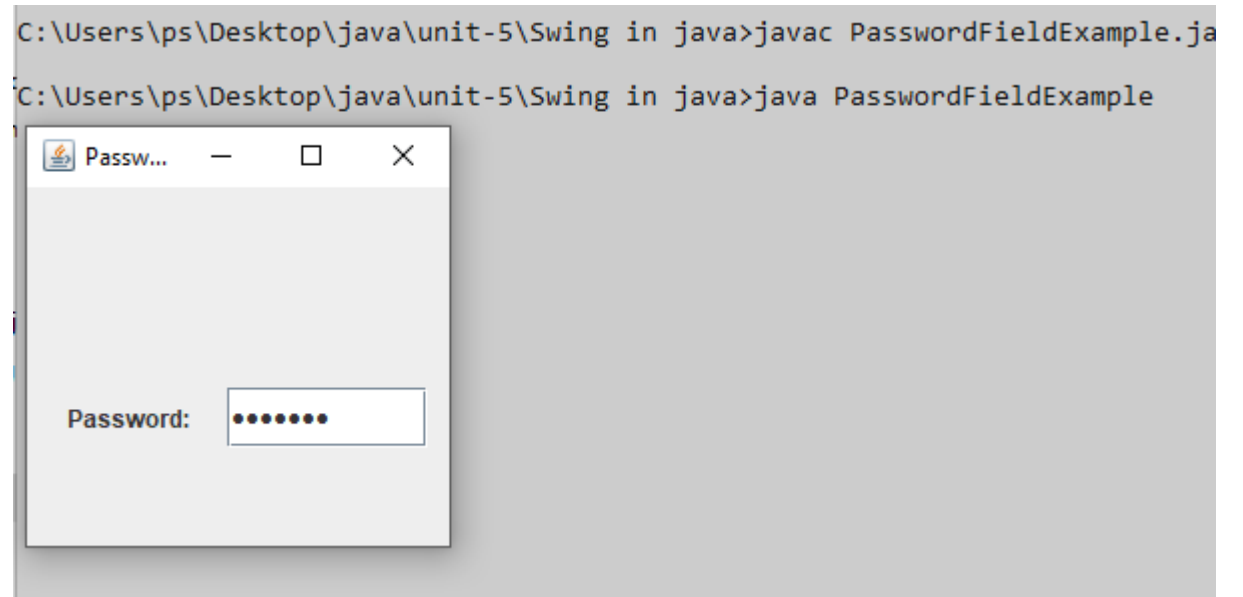 C:\Users\ps\Desktop\java\unit-5\Swing in java>javac PasswordFieldExample.ja
C:\Users\ps\Desktop\java\unit-5\Swing in java>java PasswordFieldExample
Passw...
Password: •••••••